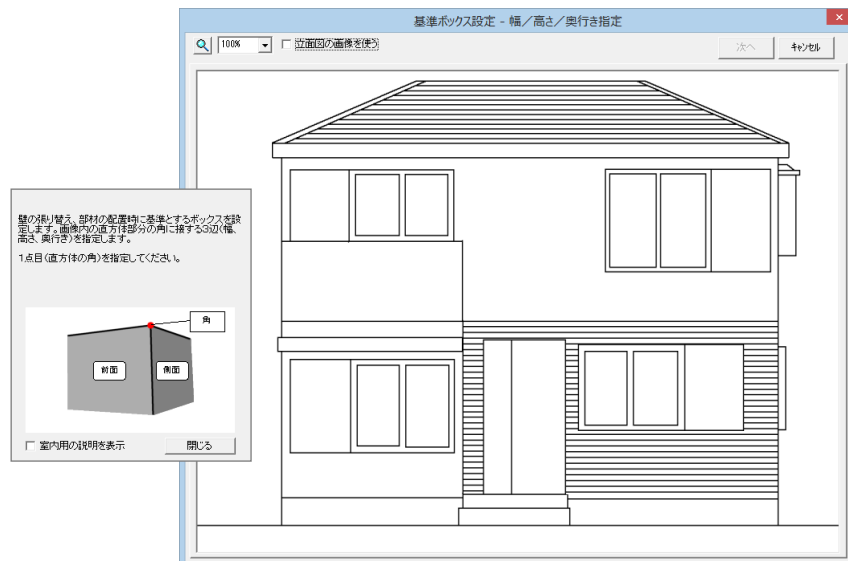 基準ボックス設定 - 幅／高さ／奥行き指定
100%
立面図の画像を使う
次へ
ｷｬﾝｾﾙ
壁の張り替え、部材の配置時に基準とするボックスを設
定します。画像内の直方体部分の角に接する3辺(幅、
高さ、奥行き)を指定します。
1点目(直方体の角)を指定してください。
角
前面
側面
室内用の説明を表示
閉じる